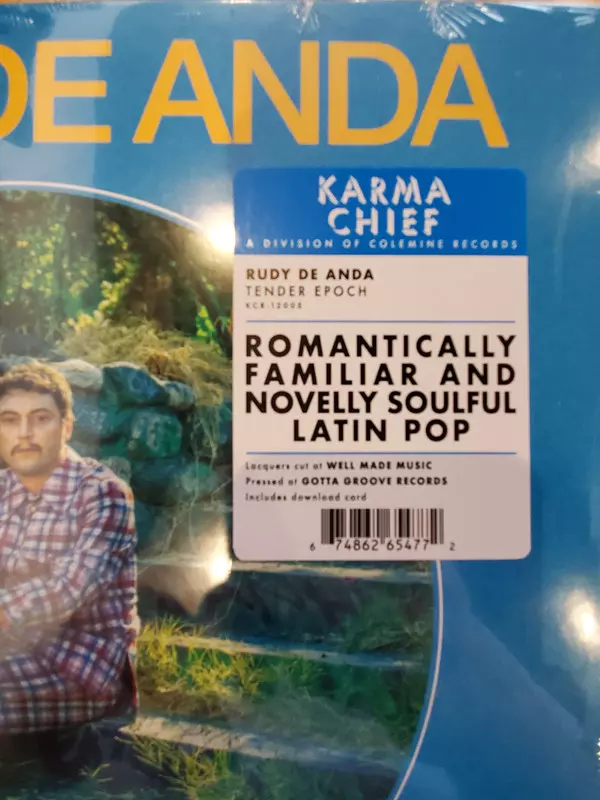 DE ANDA
KARMA
CHIEF
A DIVISION OF COLEMINE RECORDS
RUDY DE ANDA
TENDER EPOCH
KCR-12005
ROMANTICALLY
FAMILIAR AND
NOVELLY SOULFUL
LATIN POP
Lacquers cut at WELL MADE MUSIC
Pressed at GOTTA GROOVE RECORDS
Includes download card
6 74862 65477 2